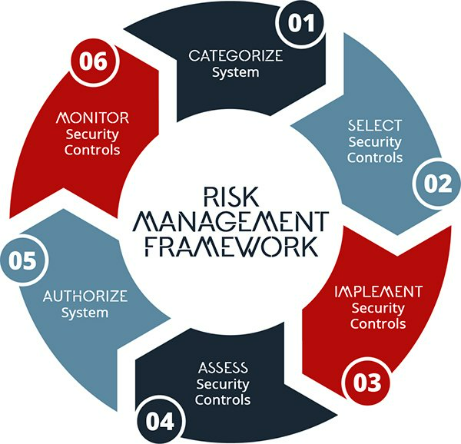 RISK
MANAGEMENT
FRAMEWORK
01
CATEGORIZE
System
02
SELECT
Security
Controls
03
IMPLEMENT
Security
Controls
04
ASSESS
Security
Controls
05
AUTHORIZE
System
06
MONITOR
Security
Controls